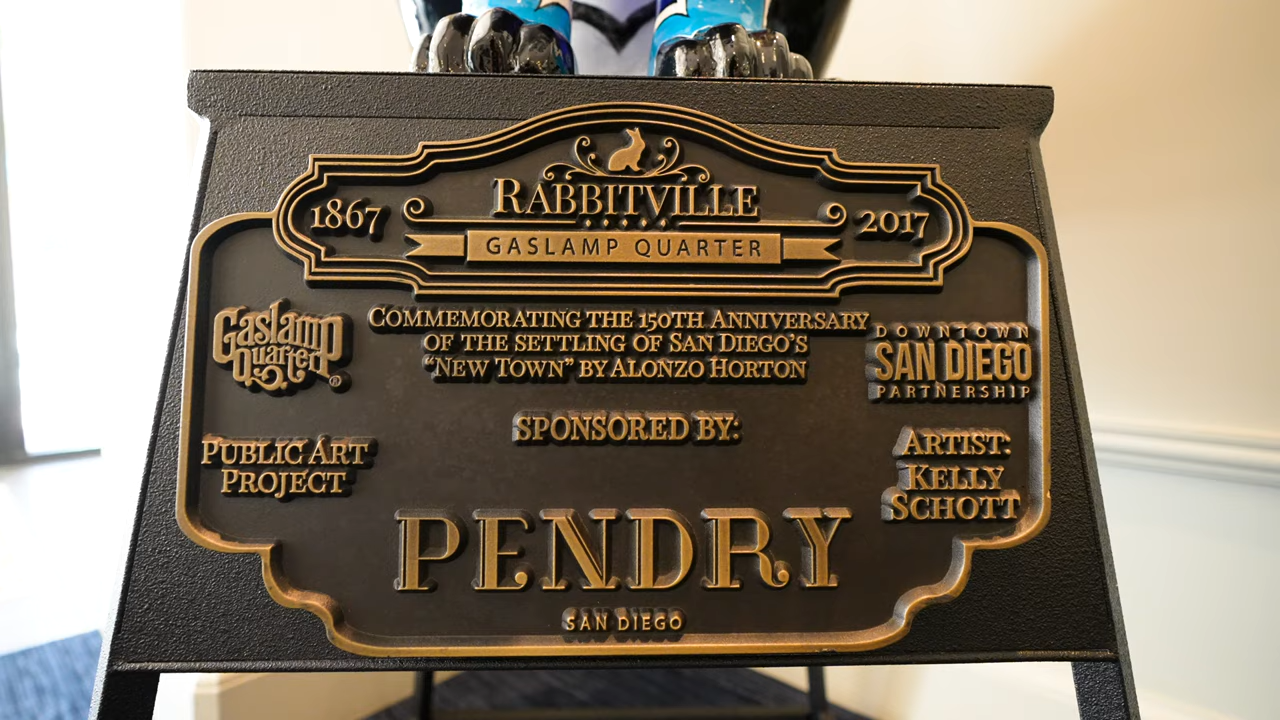 RABBITVILLE
1867
2017
GASLAMP QUARTER
Gaslamp
Quarter
®
COMMEMORATING THE 150TH ANNIVERSARY
OF THE SETTLING OF SAN DIEGO'S
"NEW TOWN" BY ALONZO HORTON
DOWNTOWN
SAN DIEGO
PARTNERSHIP
SPONSORED BY:
PUBLIC ART
PROJECT
ARTIST:
KELLY
SCHOTT
PENDRY
SAN DIEGO